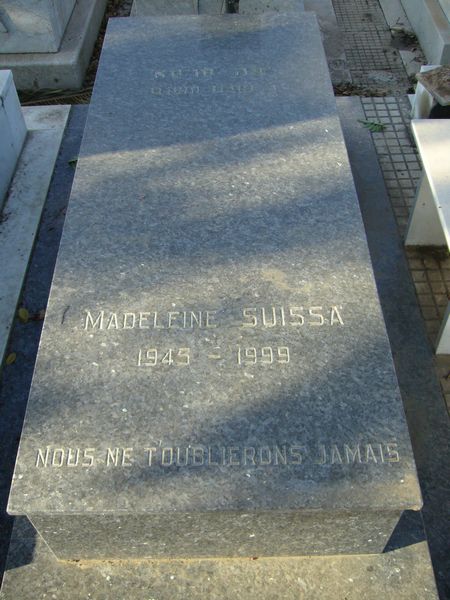 MADELEINE SUISSA
1945 - 1999
NOUS NE T'OUBLIERONS JAMAIS